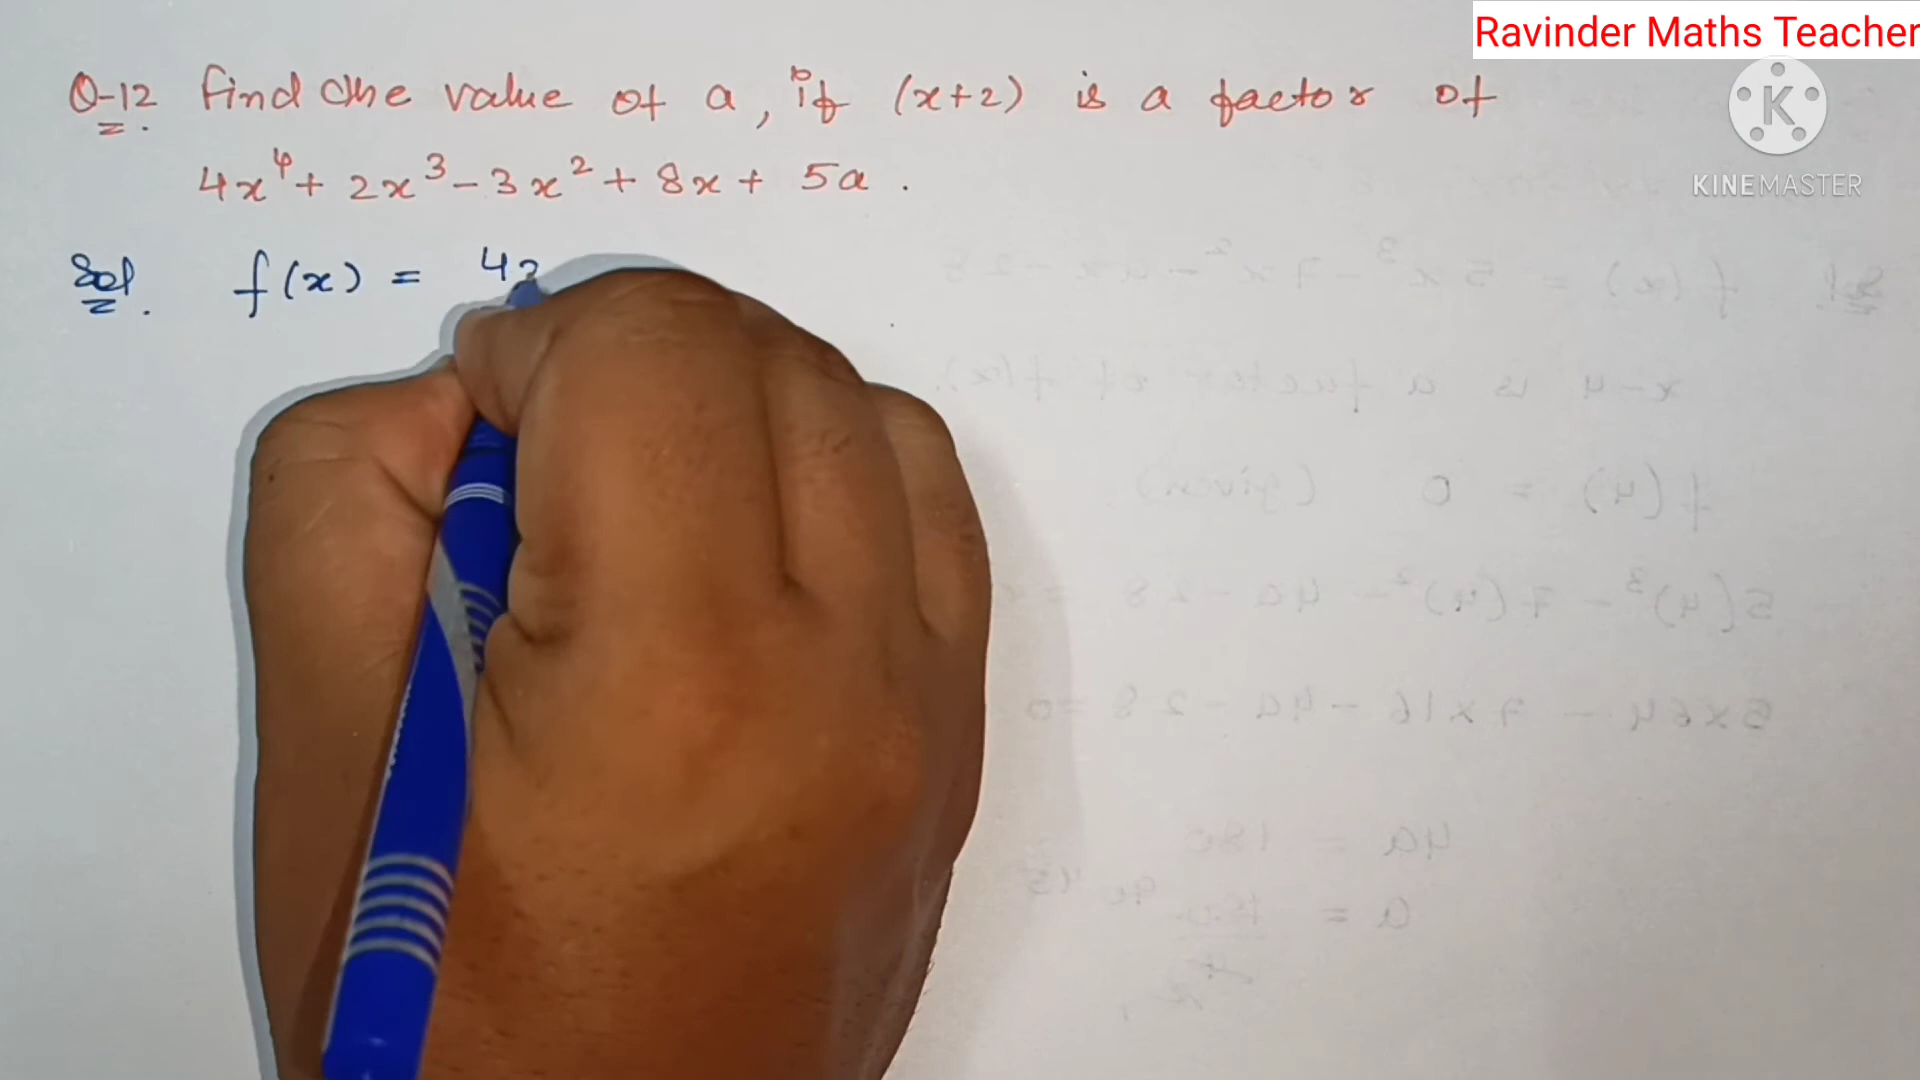 Ravinder Maths Teacher
Q-12 find the value of a, if (x+2) is a factor of
4x⁴ + 2x³ - 3x² + 8x + 5a .
K
KINEMASTER
Sol. f(x) = 4x